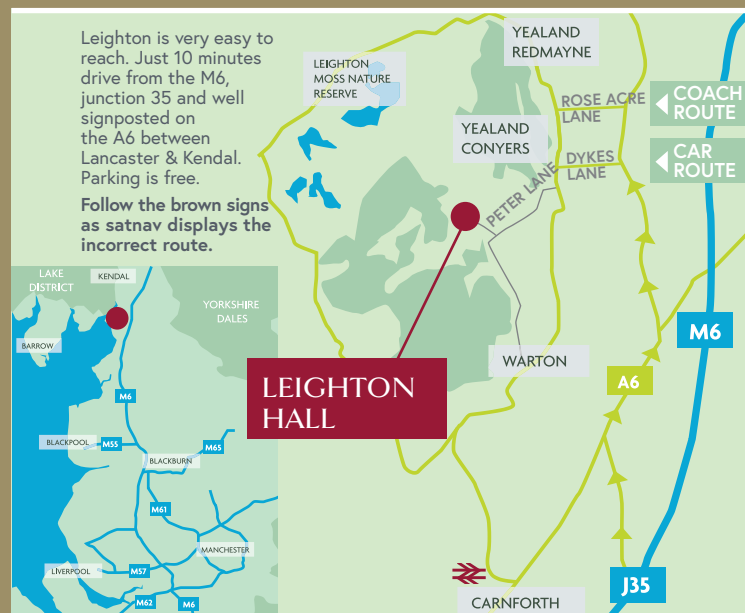 Leighton is very easy to
reach. Just 10 minutes
drive from the M6,
junction 35 and well
signposted on
the A6 between
Lancaster & Kendal.
Parking is free.
Follow the brown signs
as satnav displays the
incorrect route.
LEIGHTON
MOSS NATURE
RESERVE
YEALAND
REDMAYNE
ROSE ACRE
LANE
COACH
ROUTE
YEALAND
CONYERS
DYKES
LANE
CAR
ROUTE
PETER LANE
M6
WARTON
A6
LEIGHTON
HALL
J35
CARNFORTH
LAKE
DISTRICT
KENDAL
YORKSHIRE
DALES
BARROW
M6
BLACKPOOL
M55
M65
BLACKBURN
M61
MANCHESTER
LIVERPOOL
M57
M62
M6